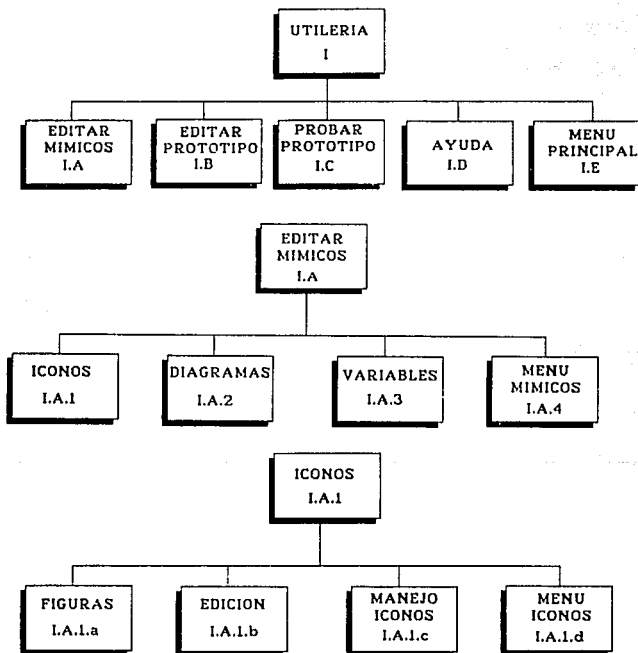 UTILERIA
I
EDITAR
MIMICOS
I.A
EDITAR
PROTOTIPO
I.B
PROBAR
PROTOTIPO
I.C
AYUDA
I.D
MENU
PRINCIPAL
I.E
EDITAR
MIMICOS
I.A
ICONOS
I.A.1
DIAGRAMAS
I.A.2
VARIABLES
I.A.3
MENU
MIMICOS
I.A.4
ICONOS
I.A.1
FIGURAS
I.A.1.a
EDICION
I.A.1.b
MANEJO
ICONOS
I.A.1.c
MENU
ICONOS
I.A.1.d